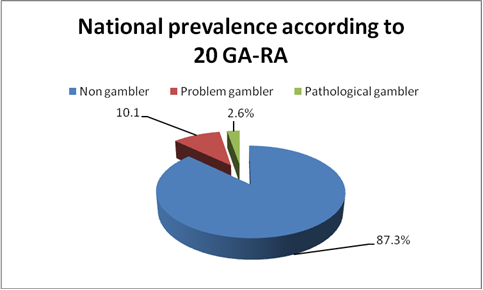 National prevalence according to
20 GA-RA
Non gambler Problem gambler Pathological gambler
10.1 2.6%
87.3%